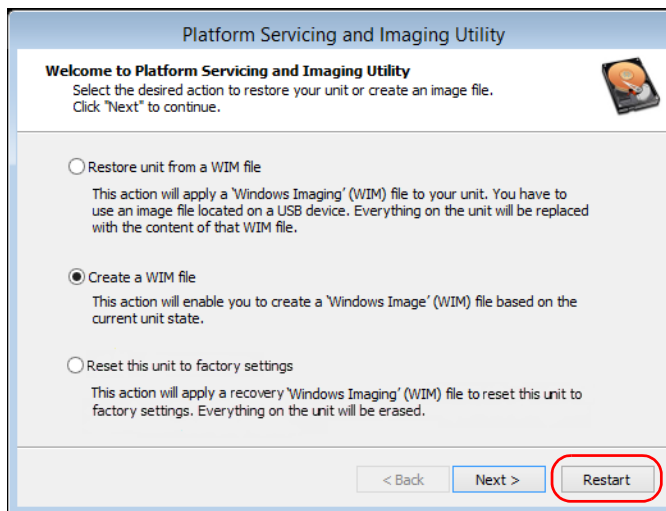 Platform Servicing and Imaging Utility
Welcome to Platform Servicing and Imaging Utility
Select the desired action to restore your unit or create an image file.
Click "Next" to continue.
Restore unit from a WIM file
This action will apply a ‘Windows Imaging’ (WIM) file to your unit. You have to
use an image file located on a USB device. Everything on the unit will be replaced
with the content of that WIM file.
Create a WIM file
This action will enable you to create a ‘Windows Image’ (WIM) file based on the
current unit state.
Reset this unit to factory settings
This action will apply a recovery ‘Windows Imaging’ (WIM) file to reset this unit to
factory settings. Everything on the unit will be erased.
< Back Next > Restart